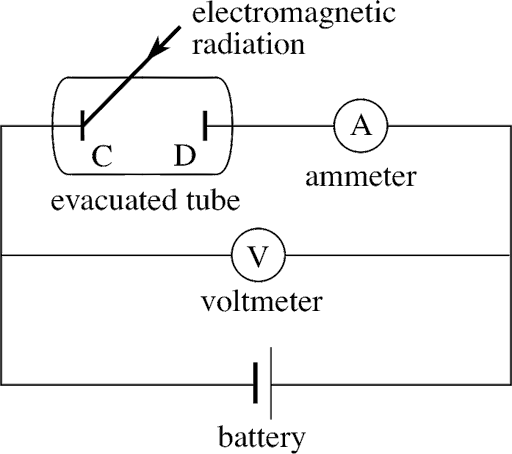 electromagnetic
radiation
A
C
D
ammeter
evacuated tube
V
voltmeter
battery